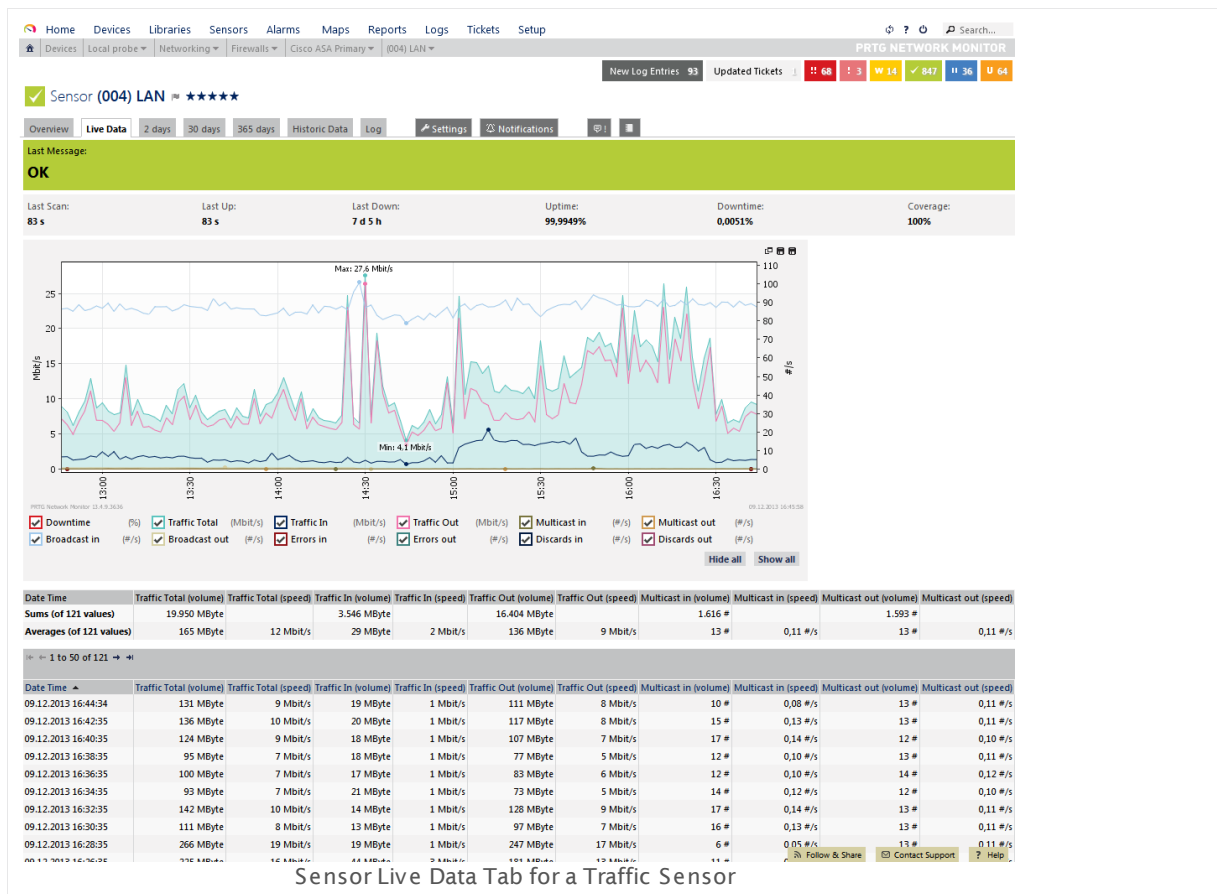 Home Devices Libraries Sensors Alarms Maps Reports Logs Tickets Setup ? Search...
Devices Local probe Networking Firewalls Cisco ASA Primary (004) LAN PRTG NETWORK MONITOR
New Log Entries 93 Updated Tickets !! 68 ! 3 W 14 847 II 36 U 64
Sensor (004) LAN
Overview Live Data 2 days 30 days 365 days Historic Data Log Settings Notifications
Last Message:
OK
Last Scan: Last Up: Last Down: Uptime: Downtime: Coverage:
83 s 83 s 7 d 5 h 99,9949% 0,0051% 100%
Max: 27,6 Mbit/s
Min: 4,1 Mbit/s
Mbit/s
25
20
15
10
5
0
#/s
110
100
90
80
70
60
50
40
30
20
10
0
13:00 13:30 14:00 14:30 15:00 15:30 16:00 16:30
PRTG Network Monitor 13.4.9.3636 09.12.2013 16:45:58
Downtime (%) Traffic Total (Mbit/s) Traffic In (Mbit/s) Traffic Out (Mbit/s) Multicast in (#/s) Multicast out (#/s)
Broadcast in (#/s) Broadcast out (#/s) Errors in (#/s) Errors out (#/s) Discards in (#/s) Discards out (#/s)
Hide all Show all
Date Time Traffic Total (volume) Traffic Total (speed) Traffic In (volume) Traffic In (speed) Traffic Out (volume) Traffic Out (speed) Multicast in (volume) Multicast in (speed) Multicast out (volume) Multicast out (speed)
Sums (of 121 values) 19.950 MByte 3.546 MByte 16.404 MByte 1.616 # 1.593 #
Averages (of 121 values) 165 MByte 12 Mbit/s 29 MByte 2 Mbit/s 136 MByte 9 Mbit/s 13 # 0,11 #/s 13 # 0,11 #/s
1 to 50 of 121
Date Time Traffic Total (volume) Traffic Total (speed) Traffic In (volume) Traffic In (speed) Traffic Out (volume) Traffic Out (speed) Multicast in (volume) Multicast in (speed) Multicast out (volume) Multicast out (speed)
09.12.2013 16:44:34 131 MByte 9 Mbit/s 19 MByte 1 Mbit/s 111 MByte 8 Mbit/s 10 # 0,08 #/s 13 # 0,11 #/s
09.12.2013 16:42:35 136 MByte 10 Mbit/s 20 MByte 1 Mbit/s 117 MByte 8 Mbit/s 15 # 0,13 #/s 13 # 0,11 #/s
09.12.2013 16:40:35 124 MByte 9 Mbit/s 18 MByte 1 Mbit/s 107 MByte 7 Mbit/s 17 # 0,14 #/s 12 # 0,10 #/s
09.12.2013 16:38:35 95 MByte 7 Mbit/s 18 MByte 1 Mbit/s 77 MByte 5 Mbit/s 12 # 0,10 #/s 13 # 0,11 #/s
09.12.2013 16:36:35 100 MByte 7 Mbit/s 17 MByte 1 Mbit/s 83 MByte 6 Mbit/s 12 # 0,10 #/s 14 # 0,12 #/s
09.12.2013 16:34:35 93 MByte 7 Mbit/s 21 MByte 1 Mbit/s 73 MByte 5 Mbit/s 14 # 0,12 #/s 12 # 0,10 #/s
09.12.2013 16:32:35 142 MByte 10 Mbit/s 14 MByte 1 Mbit/s 128 MByte 9 Mbit/s 17 # 0,14 #/s 13 # 0,11 #/s
09.12.2013 16:30:35 111 MByte 8 Mbit/s 13 MByte 1 Mbit/s 97 MByte 7 Mbit/s 16 # 0,13 #/s 13 # 0,11 #/s
09.12.2013 16:28:35 266 MByte 19 Mbit/s 19 MByte 1 Mbit/s 247 MByte 17 Mbit/s 6 # 0,05 #/s 13 # 0,11 #/s
Follow & Share Contact Support ? Help
Sensor Live Data Tab for a Traffic Sensor